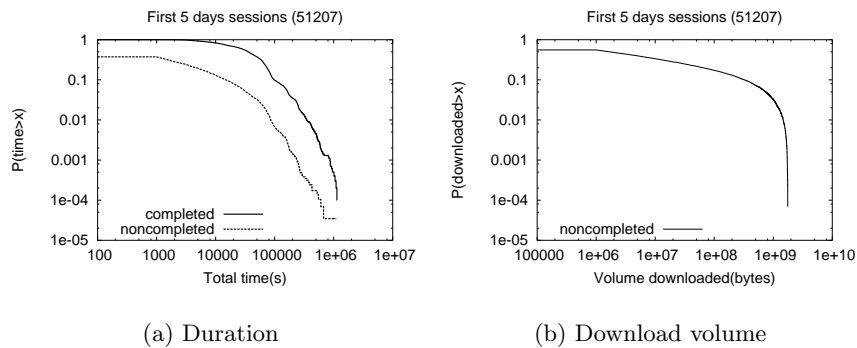 First 5 days sessions (51207)
1
0.1
0.01
0.001
1e-04
1e-05
P(time>x)
completed
noncompleted
100 1000 10000 100000 1e+06 1e+07
Total time(s)
(a) Duration
First 5 days sessions (51207)
1
0.1
0.01
0.001
1e-04
1e-05
P(downloaded>x)
noncompleted
100000 1e+06 1e+07 1e+08 1e+09 1e+10
Volume downloaded(bytes)
(b) Download volume